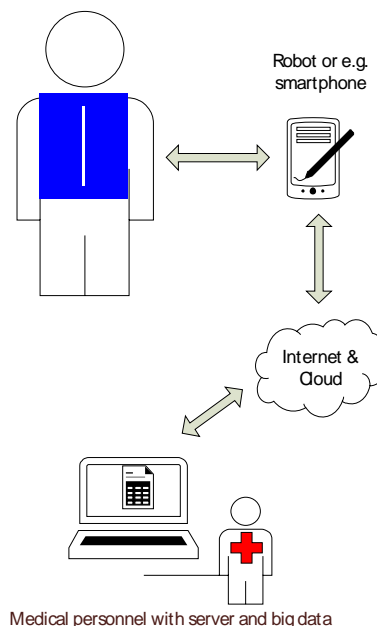 Robot or e.g.
smartphone
Internet &
Cloud
Medical personnel with server and big data